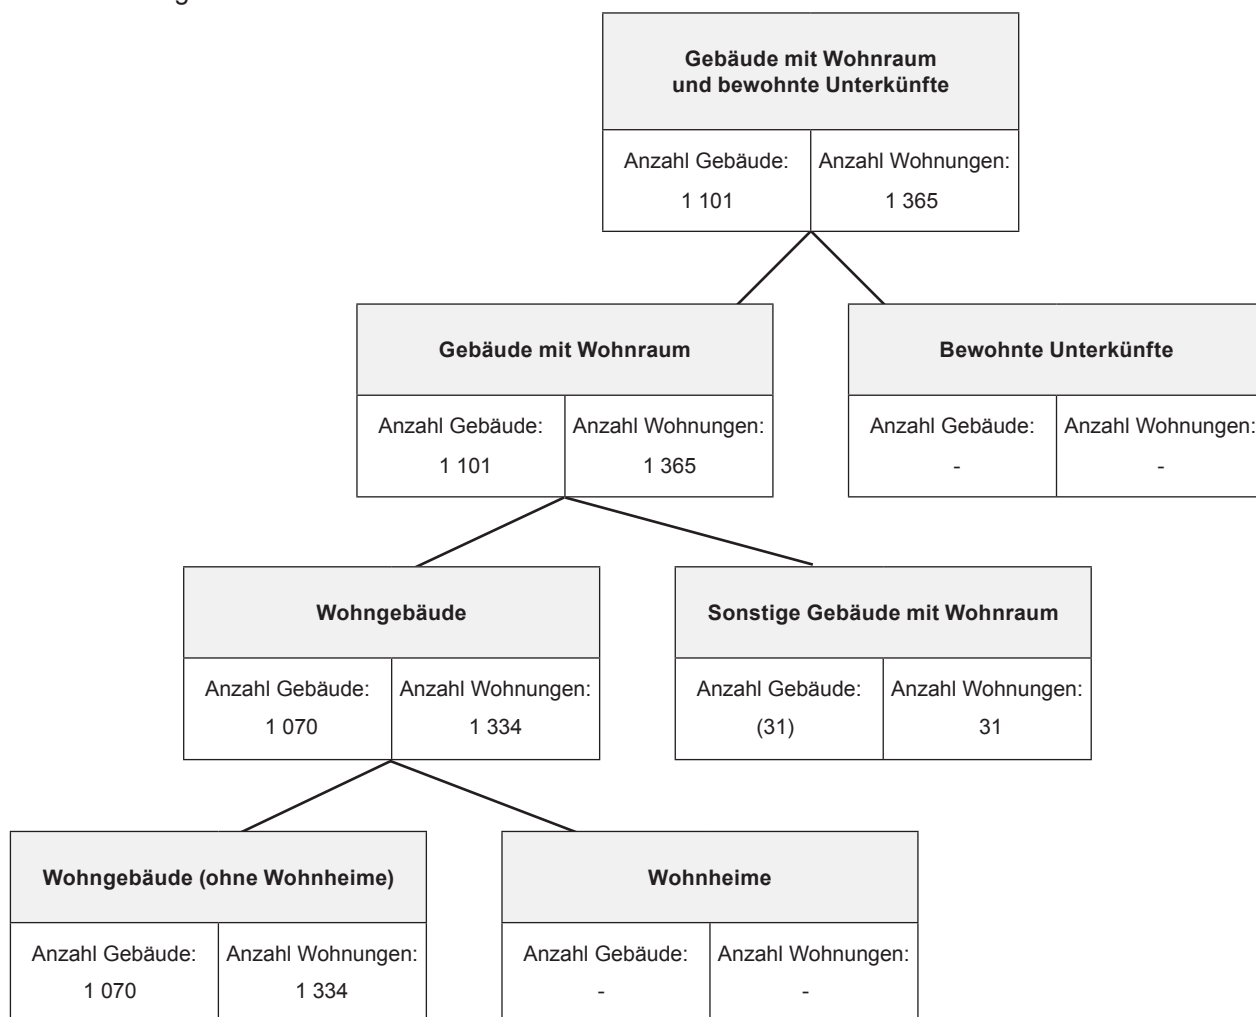 Gebäude mit Wohnraum
und bewohnte Unterkünfte
Anzahl Gebäude: Anzahl Wohnungen:
1 101 1 365
Gebäude mit Wohnraum Bewohnte Unterkünfte
Anzahl Gebäude: Anzahl Wohnungen: Anzahl Gebäude: Anzahl Wohnungen:
1 101 1 365 - -
Wohngebäude Sonstige Gebäude mit Wohnraum
Anzahl Gebäude: Anzahl Wohnungen: Anzahl Gebäude: Anzahl Wohnungen:
1 070 1 334 (31) 31
Wohngebäude (ohne Wohnheime) Wohnheime
Anzahl Gebäude: Anzahl Wohnungen: Anzahl Gebäude: Anzahl Wohnungen:
1 070 1 334 - -